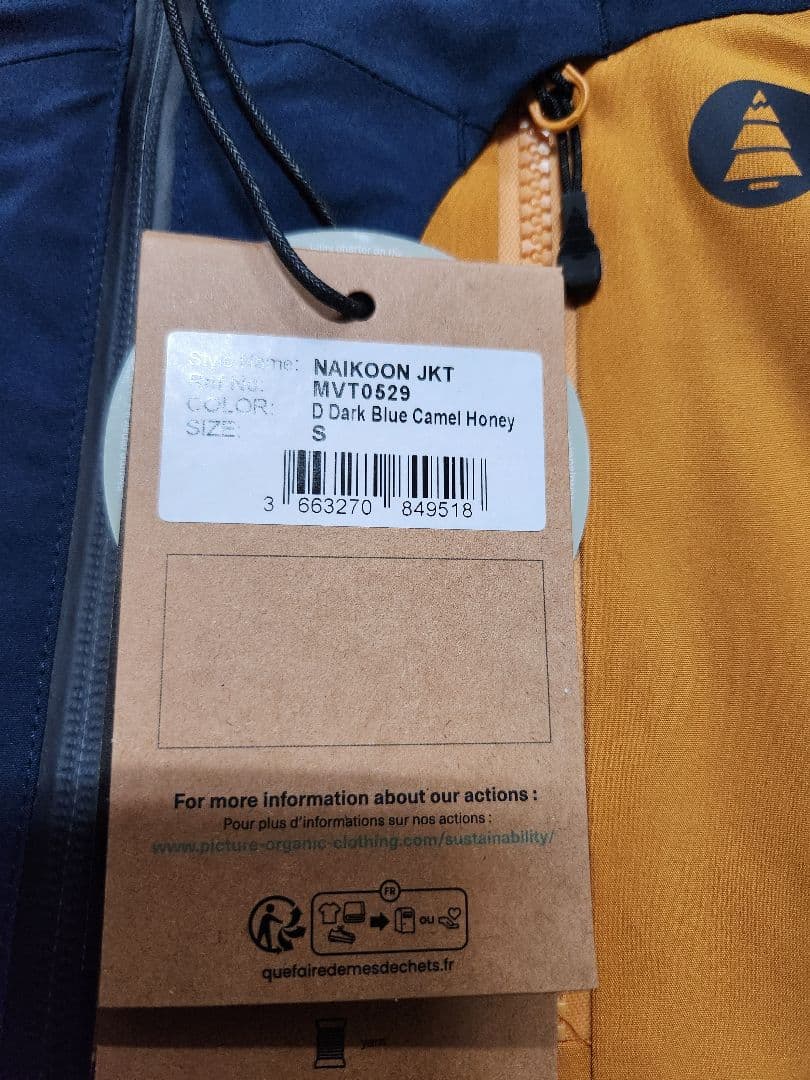 Style Name: NAIKOON JKT
Ref No: MVT0529
COLOR: D Dark Blue Camel Honey
SIZE: S
3 663270 849518
For more information about our actions :
Pour plus d'informations sur nos actions :
www.picture-organic-clothing.com/sustainability/
FR
ou
quefairedemesdechets.fr
yarn